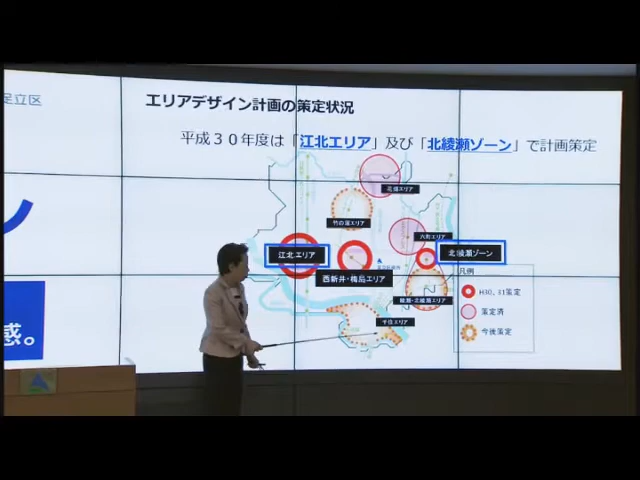 足立区
エリアデザイン計画の策定状況
平成30年度は「江北エリア」及び「北綾瀬ゾーン」で計画策定
感。
花畑エリア
竹の塚エリア
六町エリア
江北エリア
北綾瀬ゾーン
西新井・梅島エリア
凡例
綾瀬・北綾瀬エリア
H30、31策定
策定済
千住エリア
今後策定